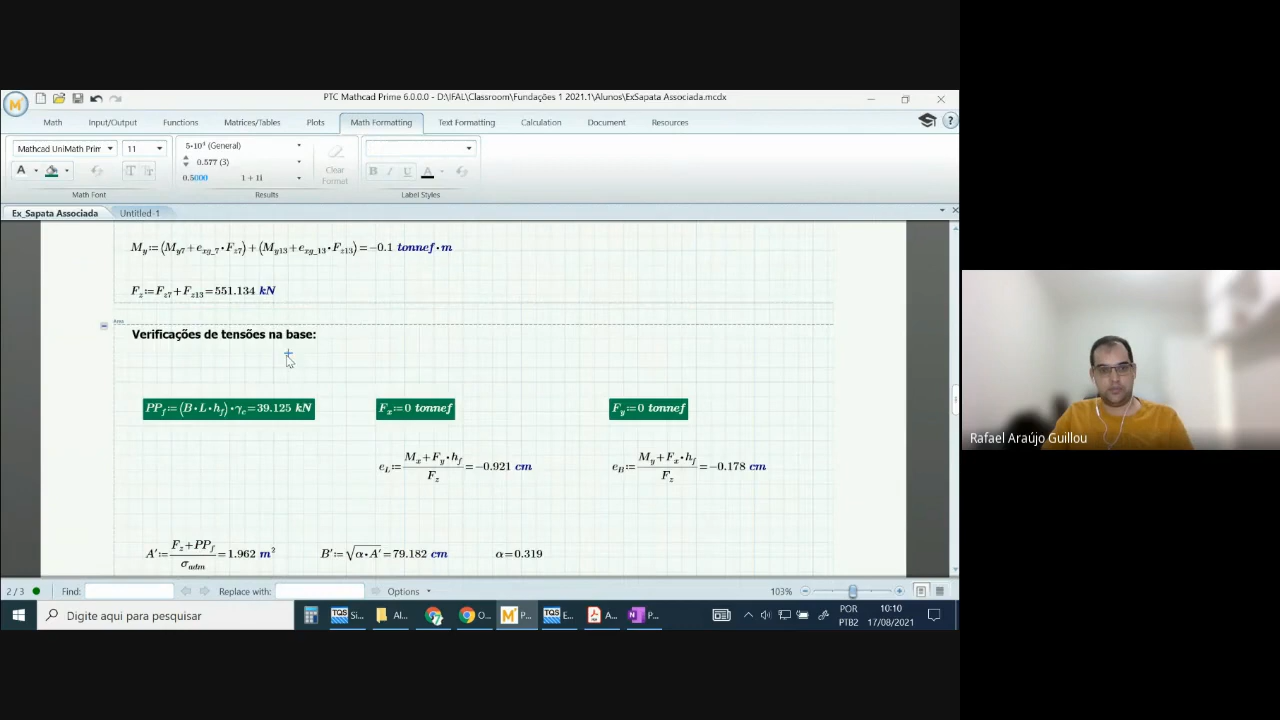 PTC Mathcad Prime 6.0.0.0 - D:\IFAL\Classroom\Fundações 1 2021.1\Alunos\ExSapata Associada.mcdx
Math Input/Output Functions Matrices/Tables Plots Math Formatting Text Formatting Calculation Document Resources
Mathcad UniMath Prim 11
5•10⁴ (General)
0.577 (3)
0.5000 1 + 1i
Clear Format
B I U A
Math Font Results Label Styles
Ex_Sapata Associada Untitled-1
M_y:=(M_y7+e_xg_7•F_z7)+(M_y13+e_xg_13•F_z13)=−0.1 tonnef•m
F_z:=F_z7+F_z13=551.134 kN
Area
Verificações de tensões na base:
PP_f:=(B•L•h_f)•γ_c=39.125 kN F_x:=0 tonnef F_y:=0 tonnef
e_L:=(M_x+F_y•h_f)/F_z=−0.921 cm e_B:=(M_y+F_x•h_f)/F_z=−0.178 cm
A′:=(F_z+PP_f)/σ_adm=1.962 m² B′:=√(α•A′)=79.182 cm α=0.319
2 / 3 Find: Replace with: Options 103%
Digite aqui para pesquisar
TQS Si... Al... O... P... TQS E... A... P...
POR PTB2
10:10 17/08/2021
Rafael Araújo Guillou